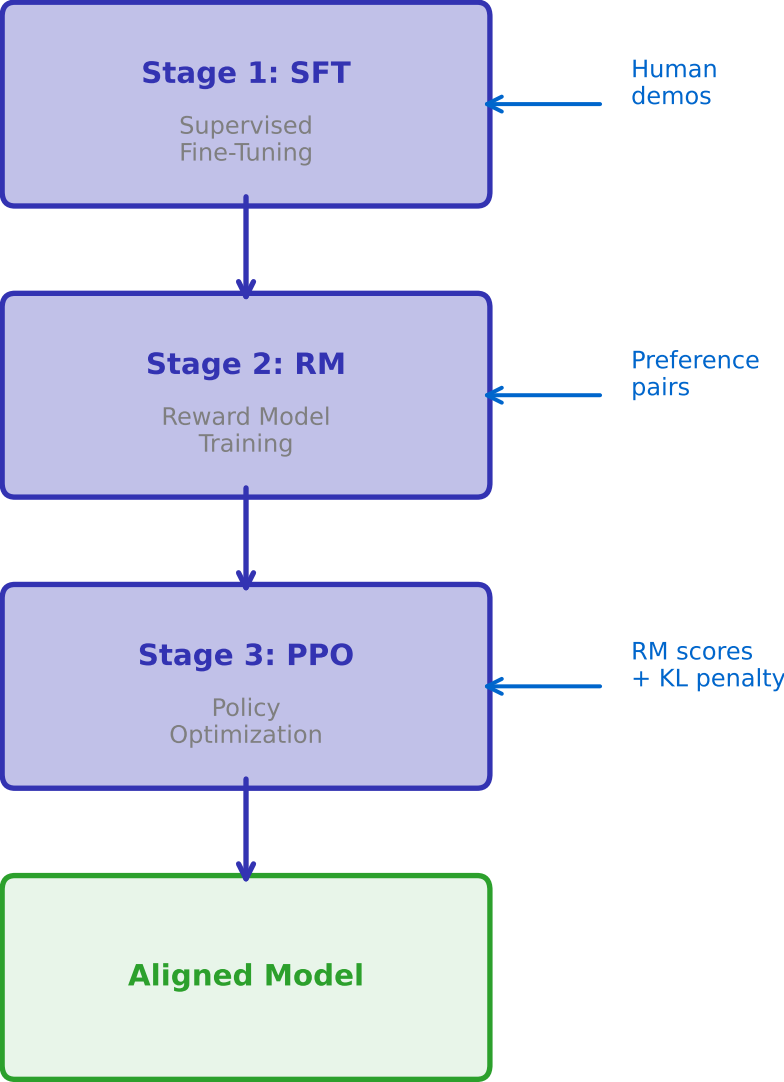 Stage 1: SFT
Supervised
Fine-Tuning
Human
demos
Stage 2: RM
Reward Model
Training
Preference
pairs
Stage 3: PPO
Policy
Optimization
RM scores
+ KL penalty
Aligned Model